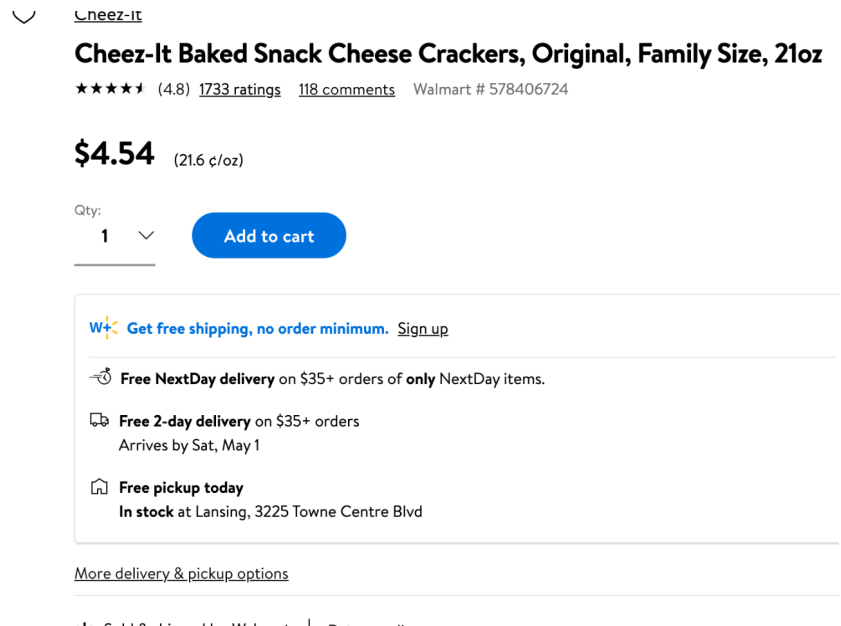 Cheez-It
Cheez-It Baked Snack Cheese Crackers, Original, Family Size, 21oz
(4.8) 1733 ratings 118 comments Walmart # 578406724
$4.54 (21.6 ¢/oz)
Qty:
1 Add to cart
W+ Get free shipping, no order minimum. Sign up
Free NextDay delivery on $35+ orders of only NextDay items.
Free 2-day delivery on $35+ orders
Arrives by Sat, May 1
Free pickup today
In stock at Lansing, 3225 Towne Centre Blvd
More delivery & pickup options